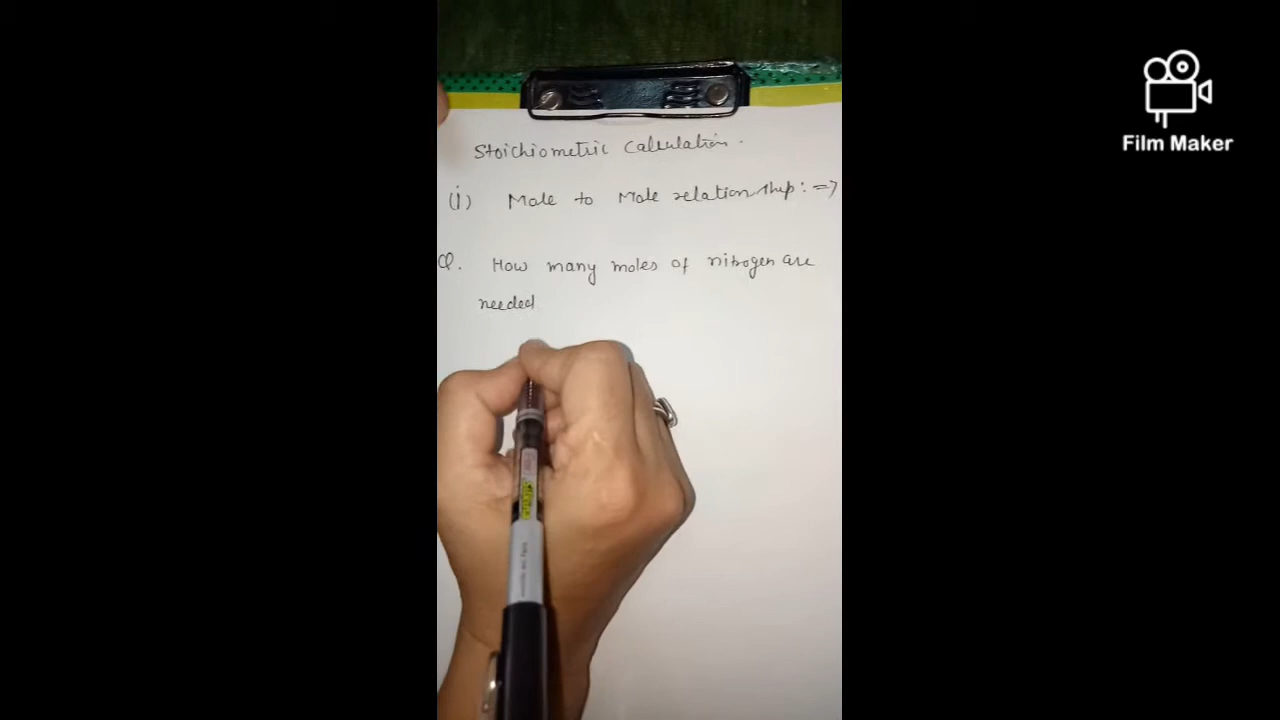 Stoichiometric Calculation.
(i) Mole to Mole relationship: =>
Q. How many moles of nitrogen are
needed
Film Maker